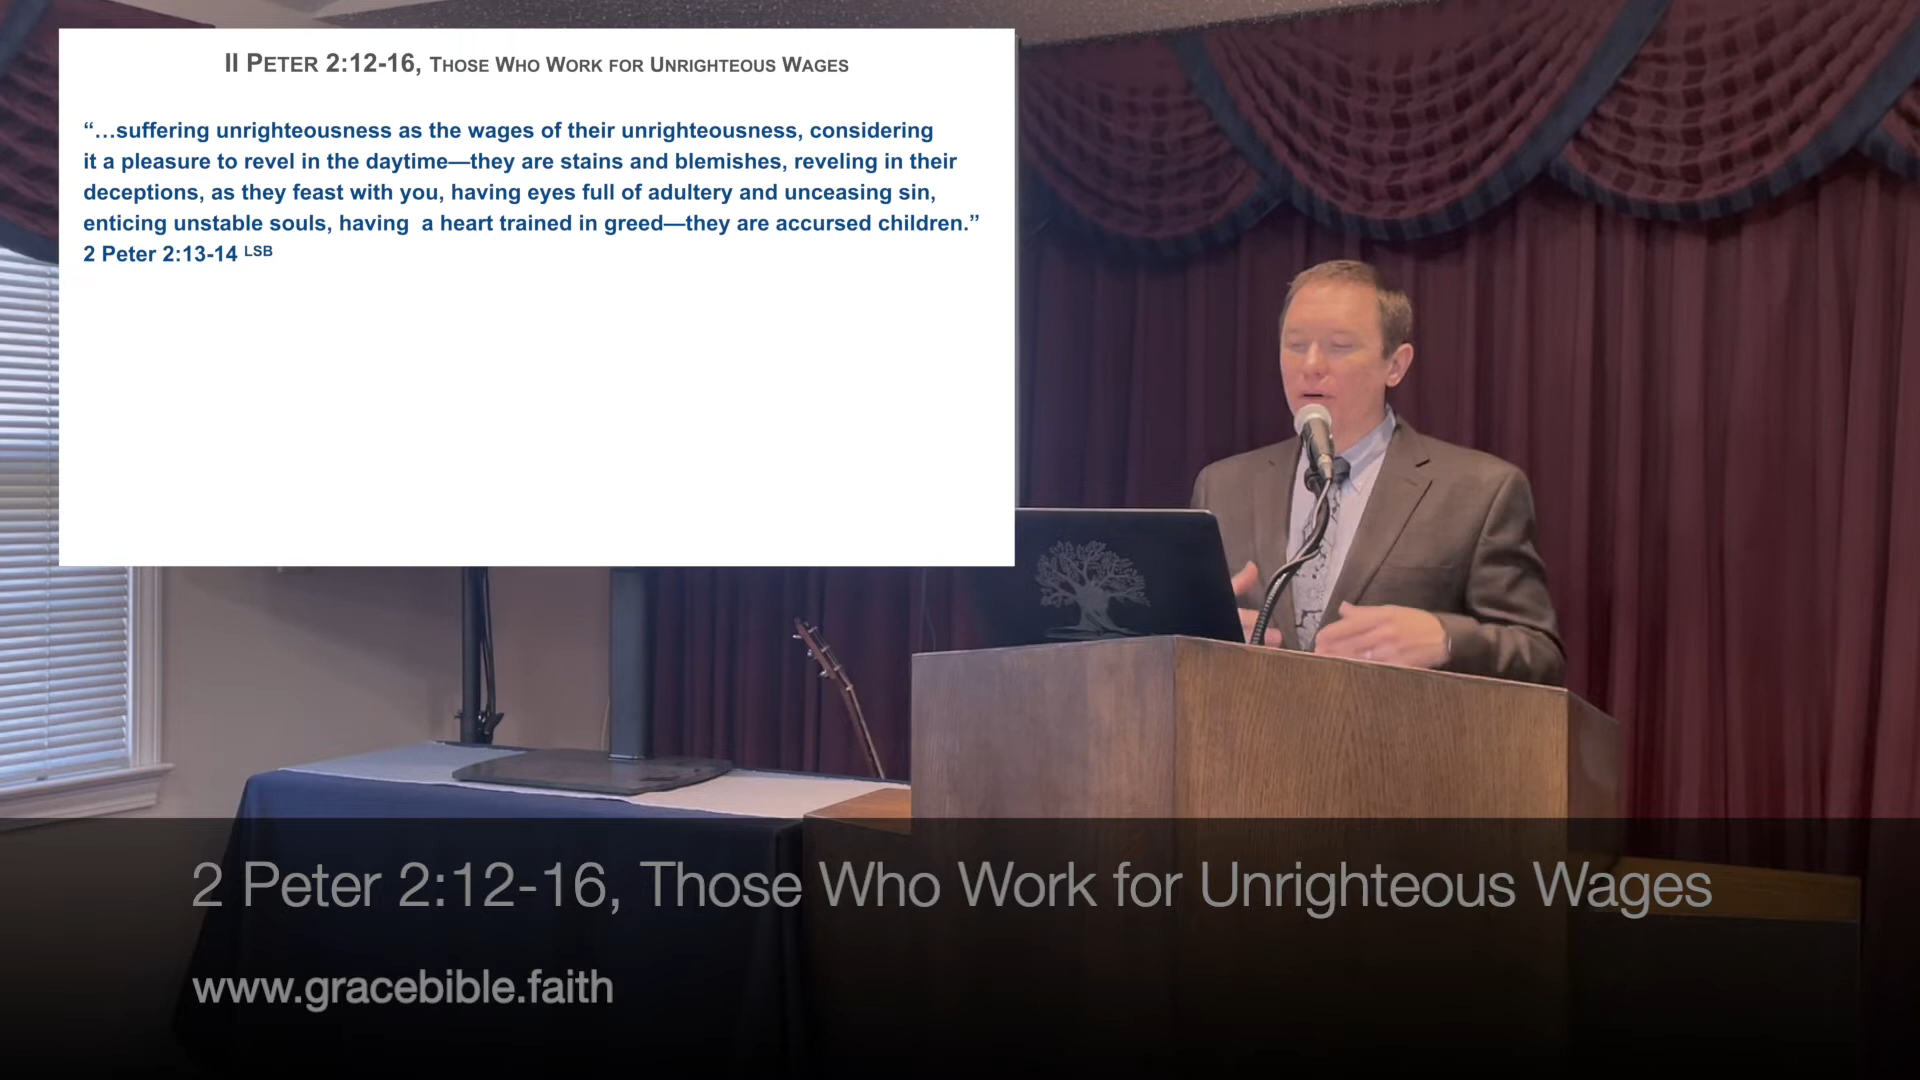 II PETER 2:12-16, THOSE WHO WORK FOR UNRIGHTEOUS WAGES
“…suffering unrighteousness as the wages of their unrighteousness, considering
it a pleasure to revel in the daytime—they are stains and blemishes, reveling in their
deceptions, as they feast with you, having eyes full of adultery and unceasing sin,
enticing unstable souls, having  a heart trained in greed—they are accursed children.”
2 Peter 2:13-14 LSB
2 Peter 2:12-16, Those Who Work for Unrighteous Wages
www.gracebible.faith